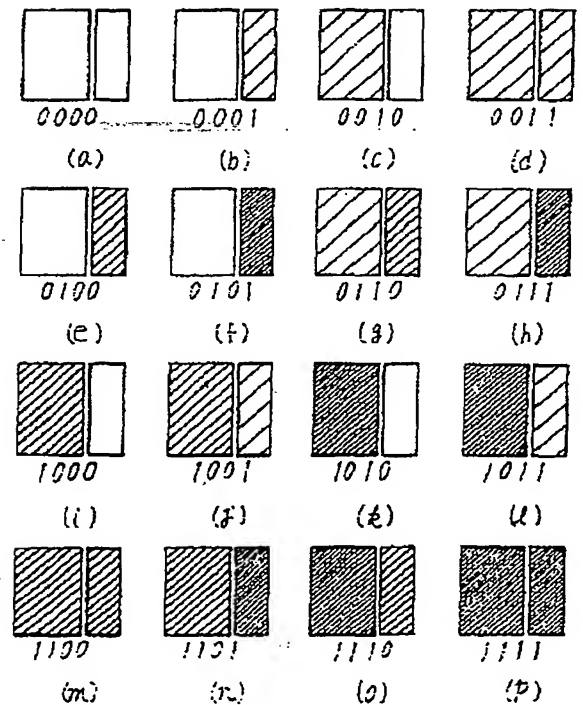 0000 0001 0010 0011
(a) (b) (c) (d)
0100 0101 0110 0111
(e) (f) (g) (h)
1000 1001 1010 1011
(i) (j) (k) (l)
1100 1101 1110 1111
(m) (n) (o) (p)